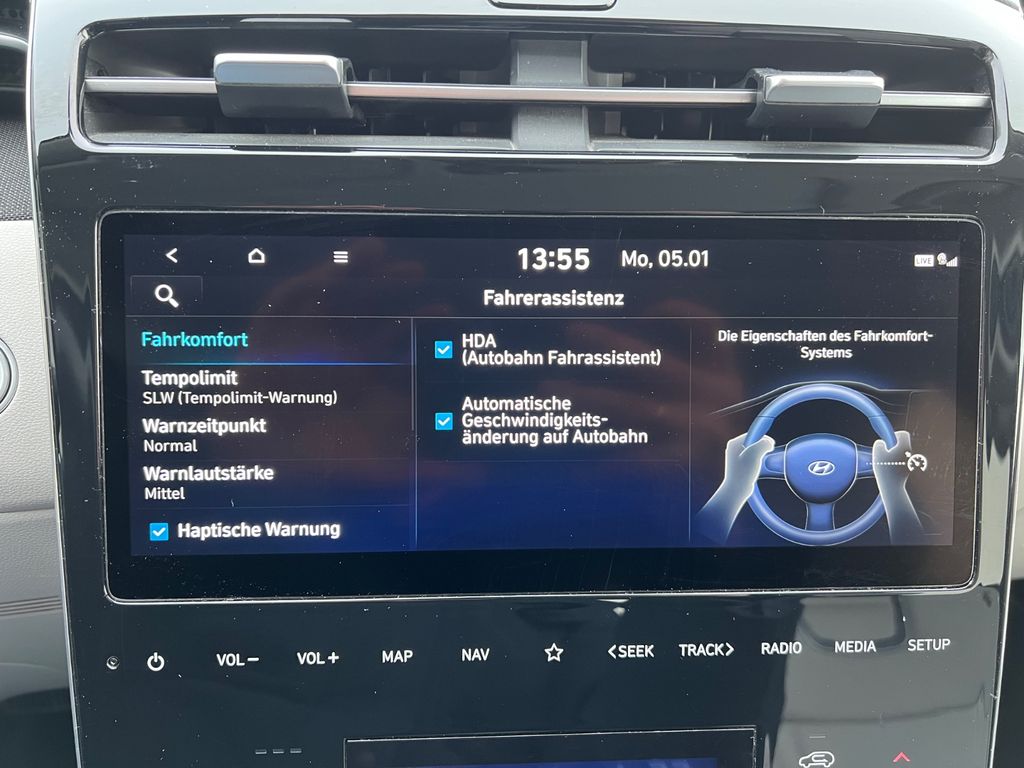 13:55 Mo, 05.01
LIVE
Fahrerassistenz
Fahrkomfort
Tempolimit
SLW (Tempolimit-Warnung)
Warnzeitpunkt
Normal
Warnlautstärke
Mittel
Haptische Warnung
HDA
(Autobahn Fahrassistent)
Automatische
Geschwindigkeits-
änderung auf Autobahn
Die Eigenschaften des Fahrkomfort-
Systems
VOL− VOL+ MAP NAV <SEEK TRACK> RADIO MEDIA SETUP